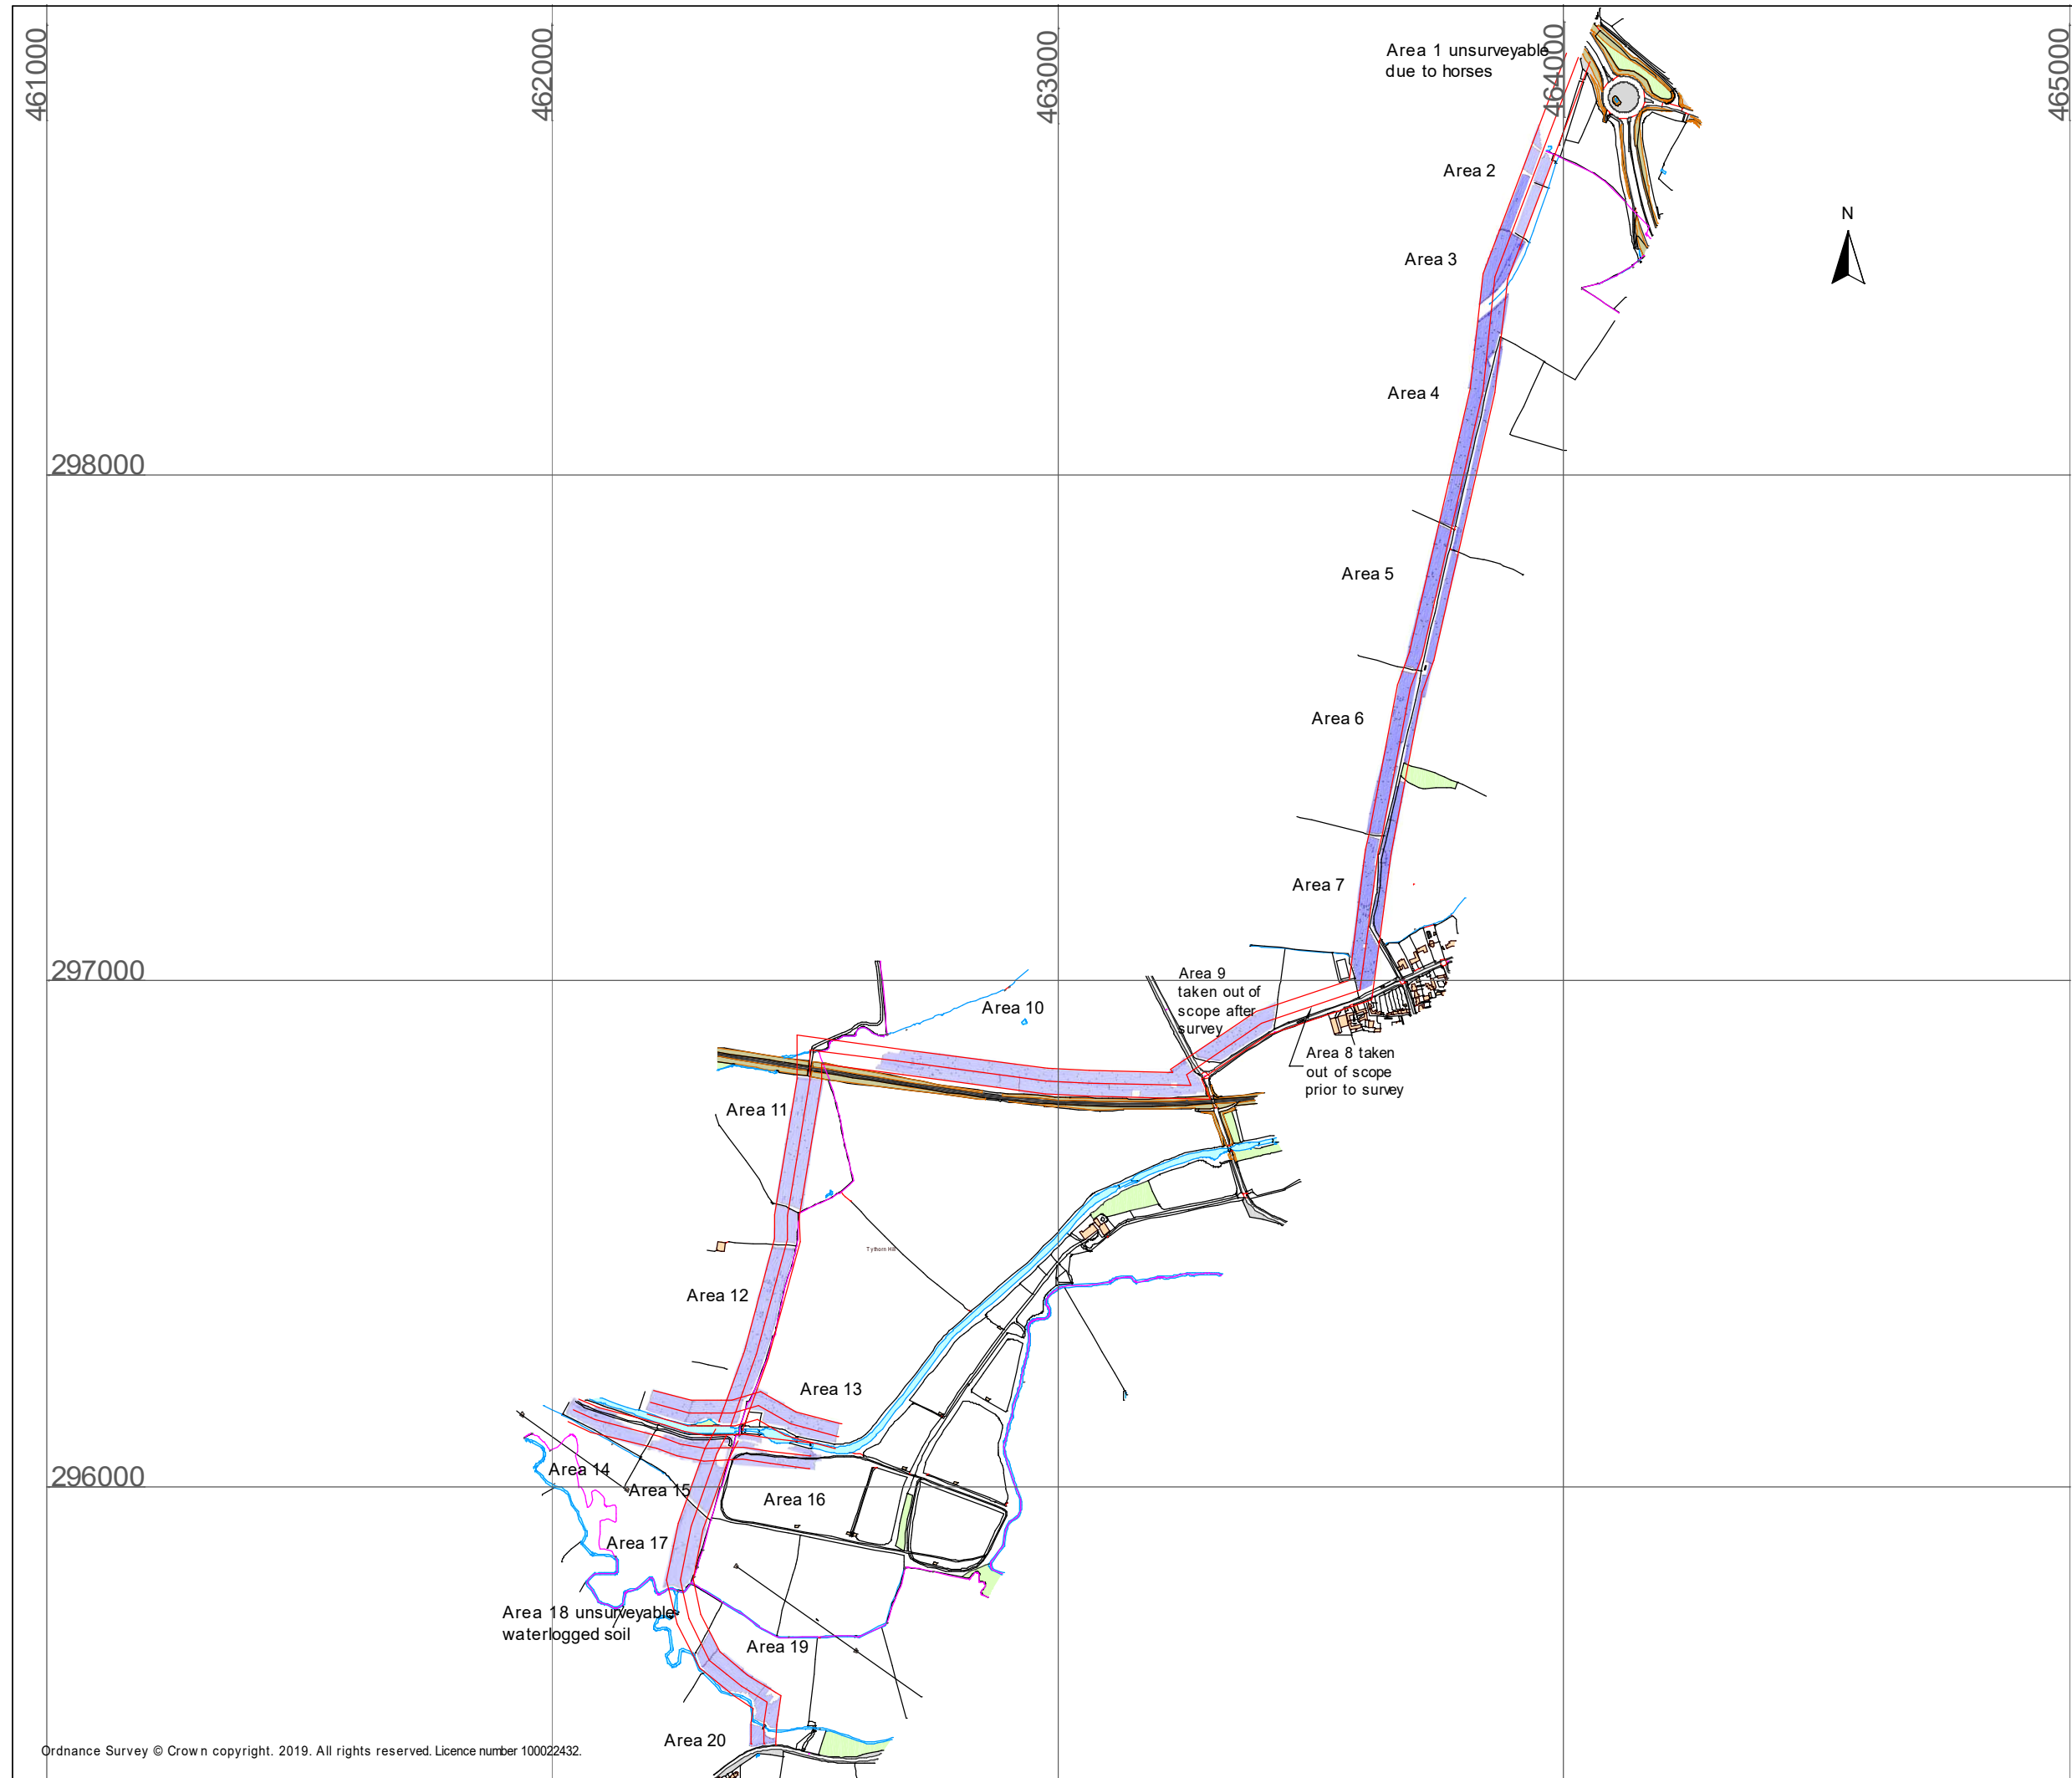 461000
462000
463000
464000
465000
Area 1 unsurveyable
due to horses
Area 2
N
Area 3
Area 4
298000
Area 5
Area 6
Area 7
297000
Area 9
taken out of
scope after
survey
Area 10
Area 8 taken
out of scope
prior to survey
Area 11
Tythorn Hill
Area 12
Area 13
296000
Area 14
Area 15
Area 16
Area 17
Area 18 unsurveyable
waterlogged soil
Area 19
Area 20
Ordnance Survey © Crown copyright. 2019. All rights reserved. Licence number 100022432.